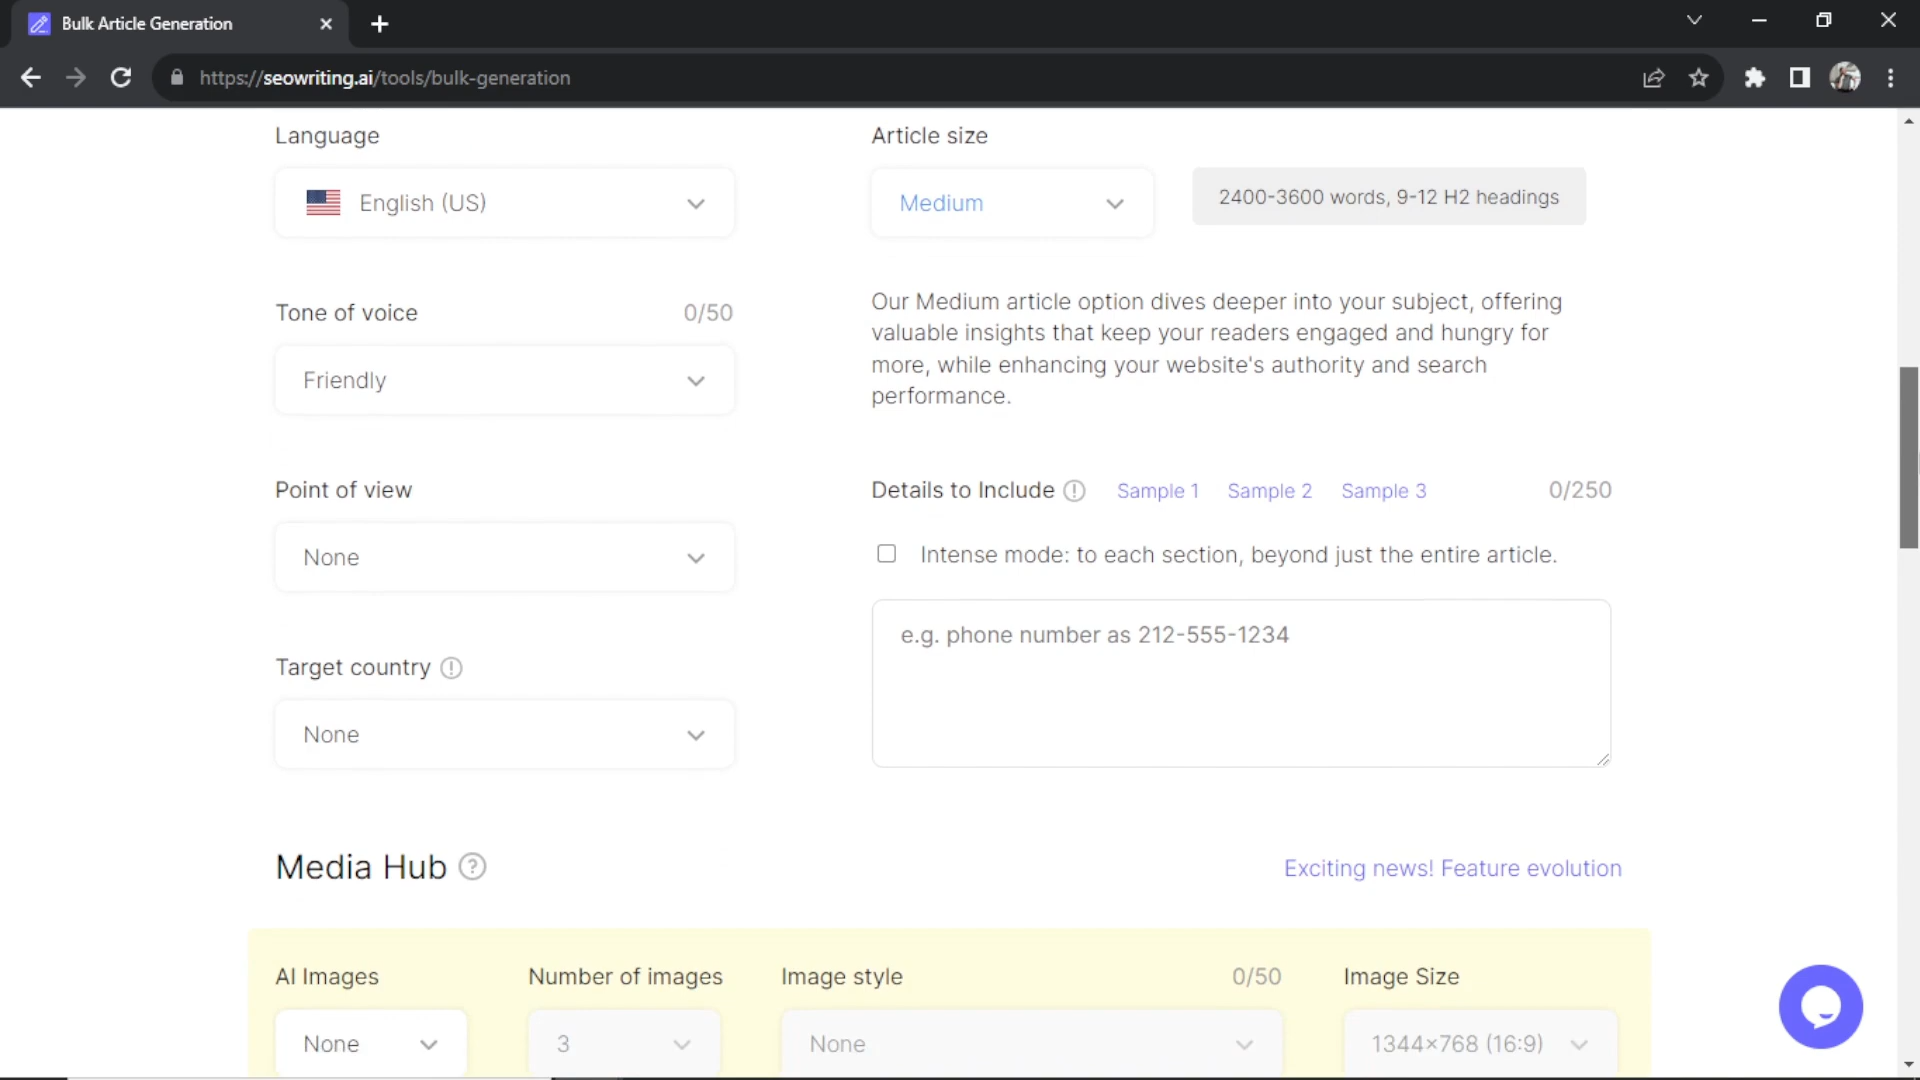 Bulk Article Generation
https://seowriting.ai/tools/bulk-generation
Language
Article size
English (US)
Medium
2400-3600 words, 9-12 H2 headings
Tone of voice
0/50
Friendly
Our Medium article option dives deeper into your subject, offering
valuable insights that keep your readers engaged and hungry for
more, while enhancing your website's authority and search
performance.
Point of view
None
Details to Include
Sample 1
Sample 2
Sample 3
0/250
Intense mode: to each section, beyond just the entire article.
e.g. phone number as 212-555-1234
Target country
None
Media Hub
Exciting news! Feature evolution
AI Images
Number of images
Image style
0/50
Image Size
None
3
None
1344×768 (16:9)